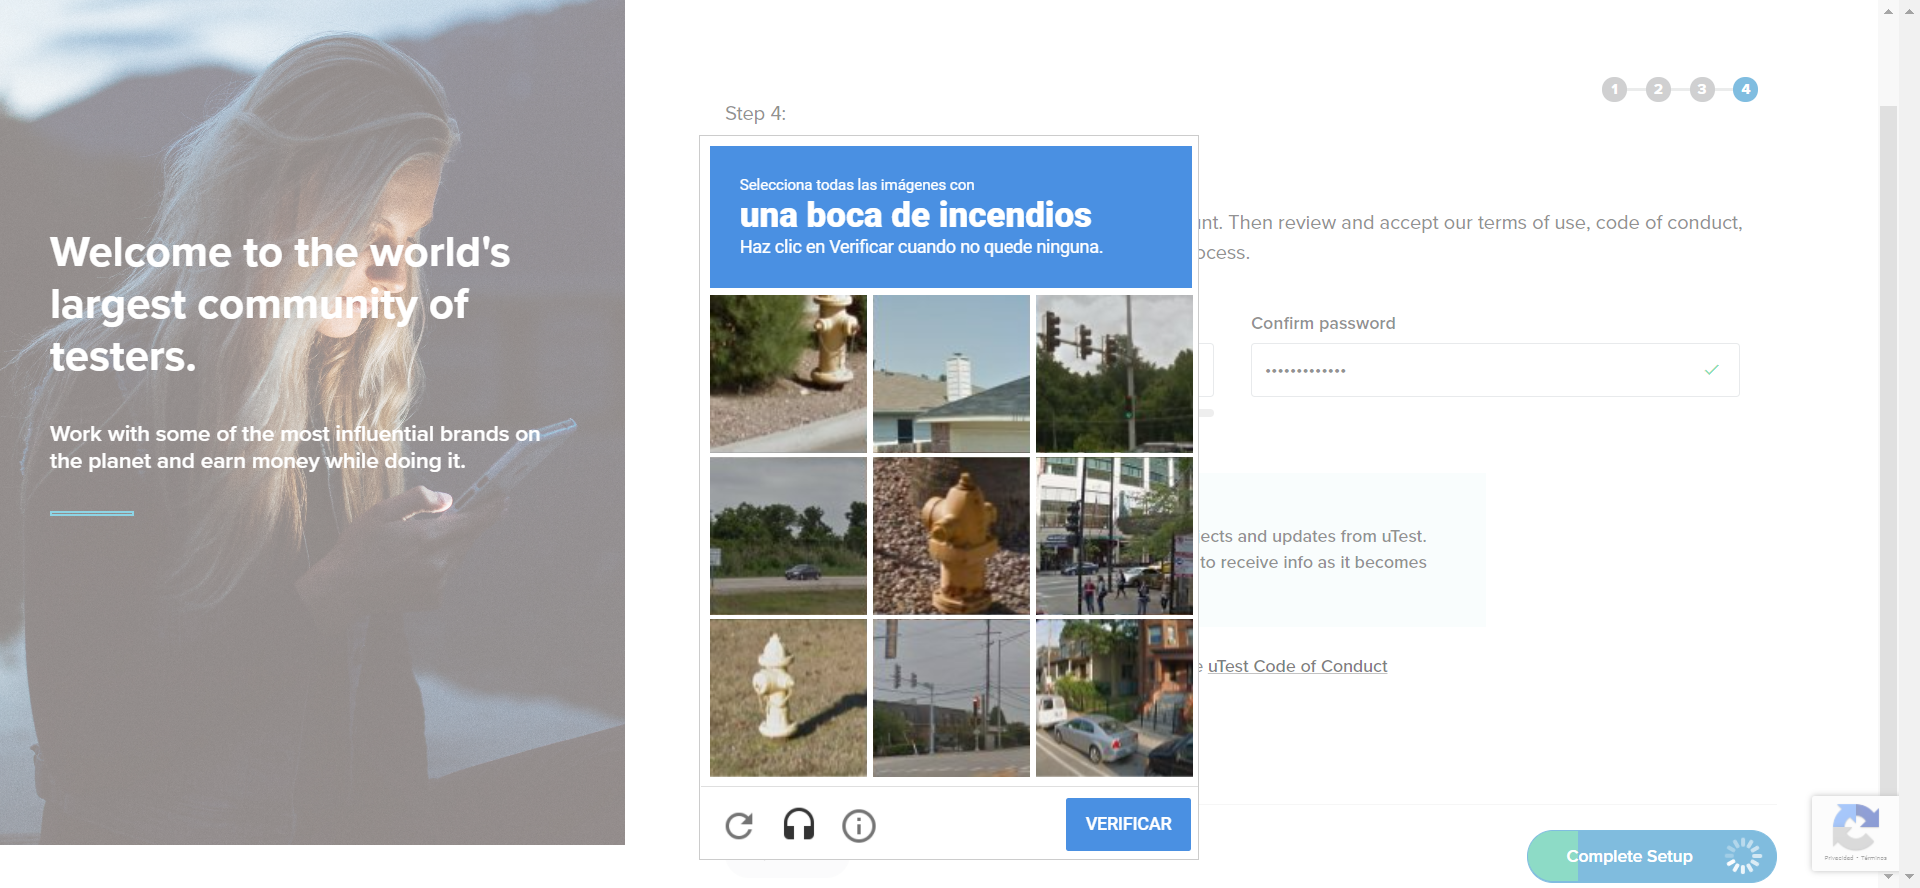 Welcome to the world's
largest community of
testers.
Work with some of the most influential brands on
the planet and earn money while doing it.
1 2 3 4
Step 4:
Selecciona todas las imágenes con
una boca de incendios
Haz clic en Verificar cuando no quede ninguna.
. Then review and accept our terms of use, code of conduct,
Confirm password
and updates from uTest.
to receive info as it becomes
uTest Code of Conduct
VERIFICAR
Complete Setup
Privacidad - Términos